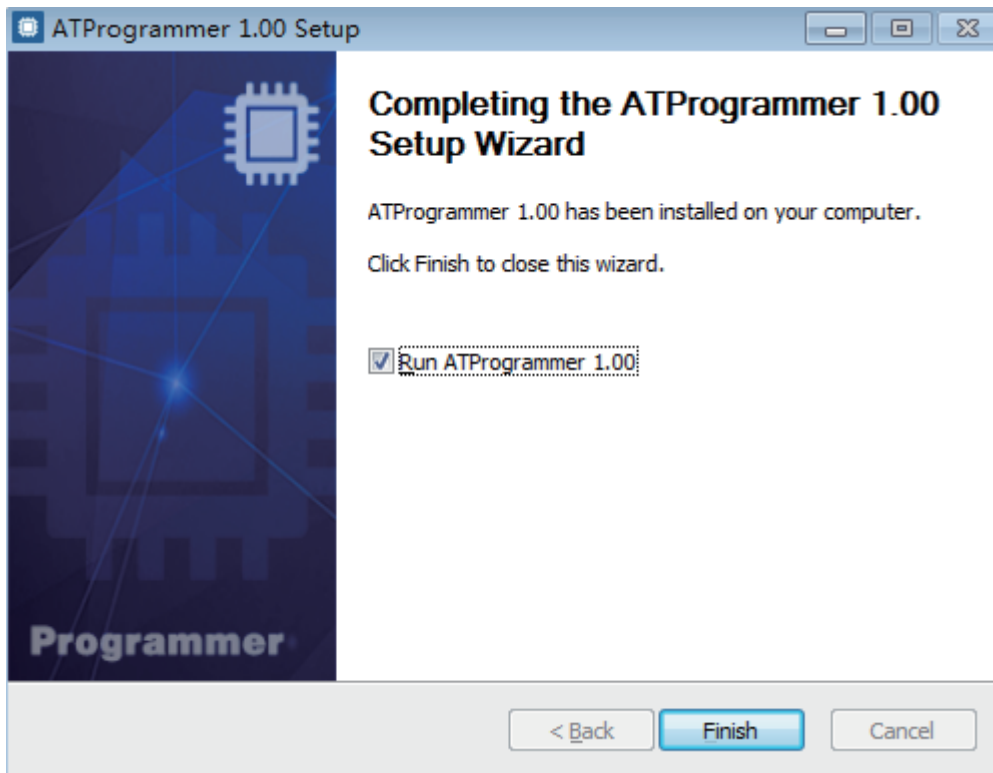 ATProgrammer 1.00 Setup
Completing the ATProgrammer 1.00
Setup Wizard
ATProgrammer 1.00 has been installed on your computer.
Click Finish to close this wizard.
Run ATProgrammer 1.00
Programmer
< Back
Finish
Cancel